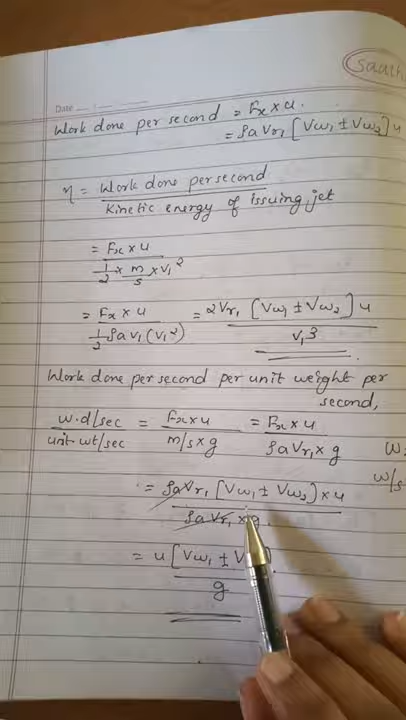 saath
Date
Work done per second = Fx × u.
= ρaVr₁ [Vw₁ ± Vw₂] u
η = Work done per second
Kinetic energy of issuing jet
= Fx × u
½ × m/s × V₁²
= Fx × u = 2Vr₁ [Vw₁ ± Vw₂] u
½ ρaV₁(V₁²) V₁3
Work done per second per unit weight per
second,
w.d/sec = Fx × u = Fx × u
unit wt/sec m/s × g ρaVr₁ × g
W
w/s
= ρaVr₁ [Vw₁ ± Vw₂] × u
ρaVr₁ × g
= u [Vw₁ ± V
g